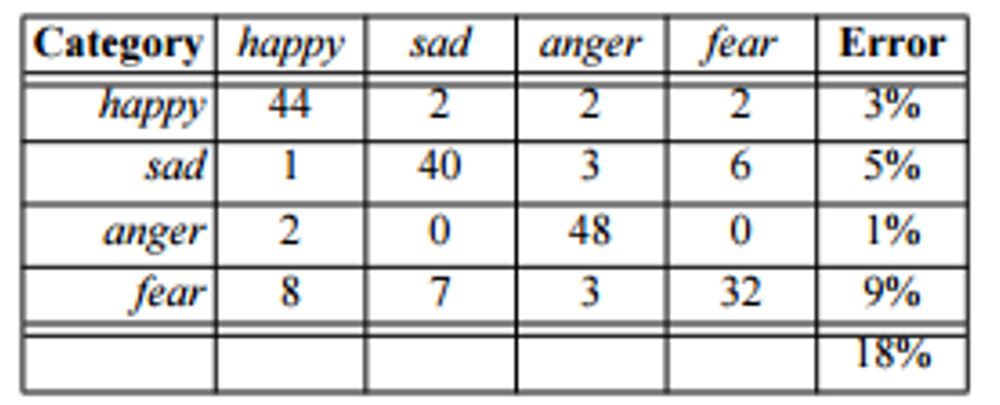 Category happy sad anger fear Error
happy 44 2 2 2 3%
sad 1 40 3 6 5%
anger 2 0 48 0 1%
fear 8 7 3 32 9%
18%